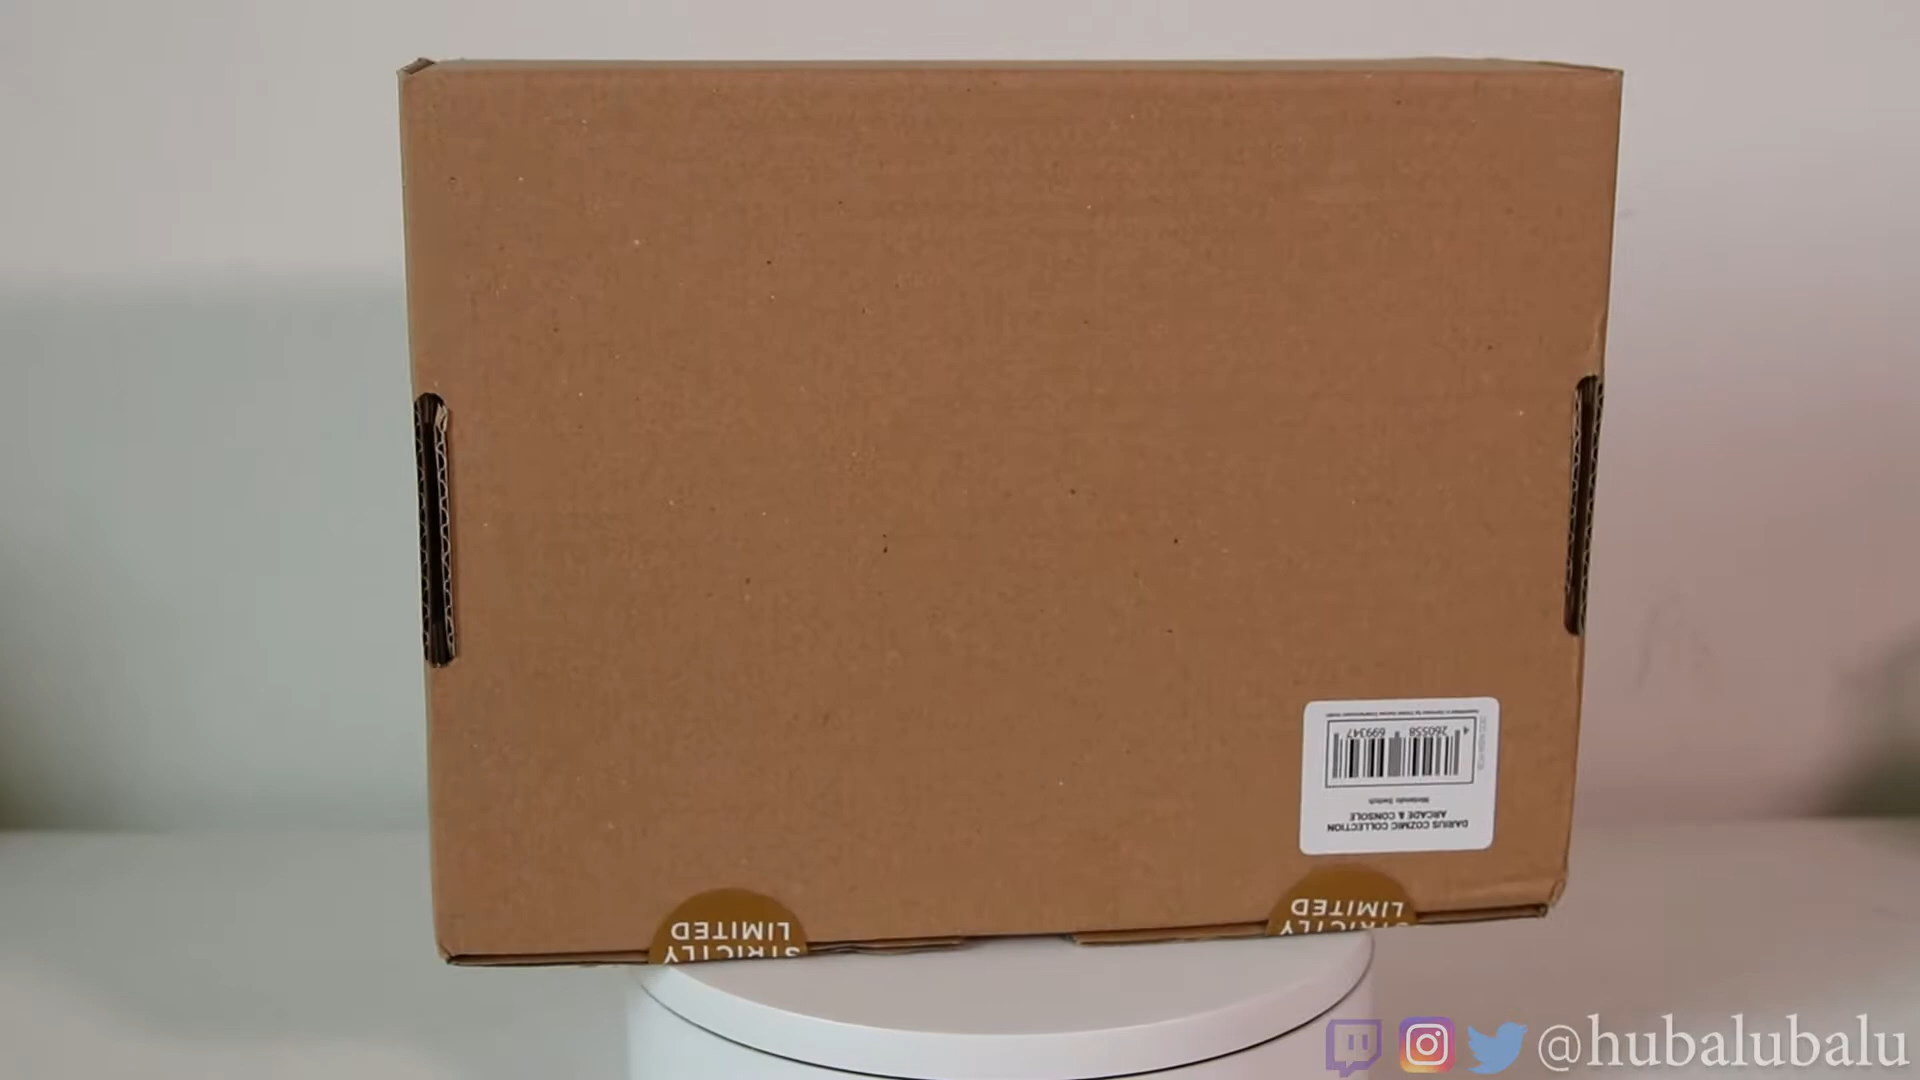 DARIUS COZMIC COLLECTION
ARCADE & CONSOLE
Nintendo Switch
4 260558 699347
STRICTLY
LIMITED
STRICTLY
LIMITED
@hubalubalu